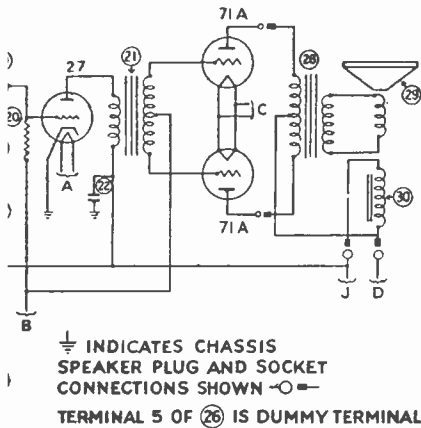 71A
27
21
28
20
C
29
A
22
71A
30
B
J D
INDICATES CHASSIS
SPEAKER PLUG AND SOCKET
CONNECTIONS SHOWN
TERMINAL 5 OF 26 IS DUMMY TERMINAL